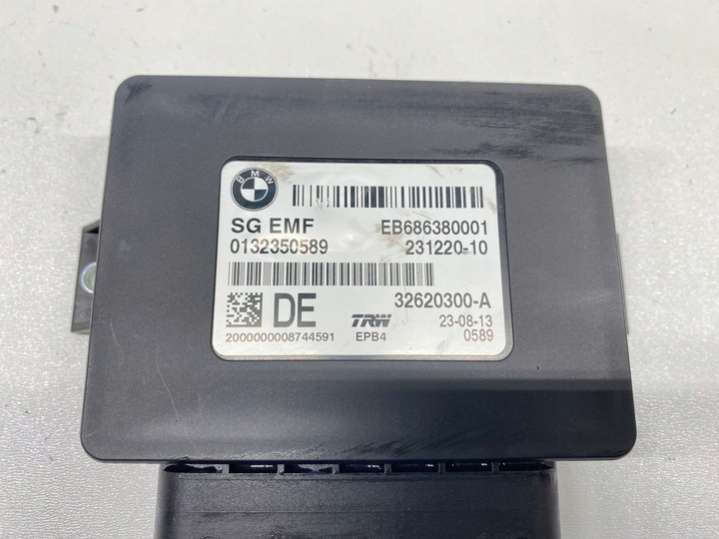 BMW
SG EMF EB686380001
0132350589 231220-10
DE 32620300-A
TRW 23-08-13
2000000008744591 EPB4 0589